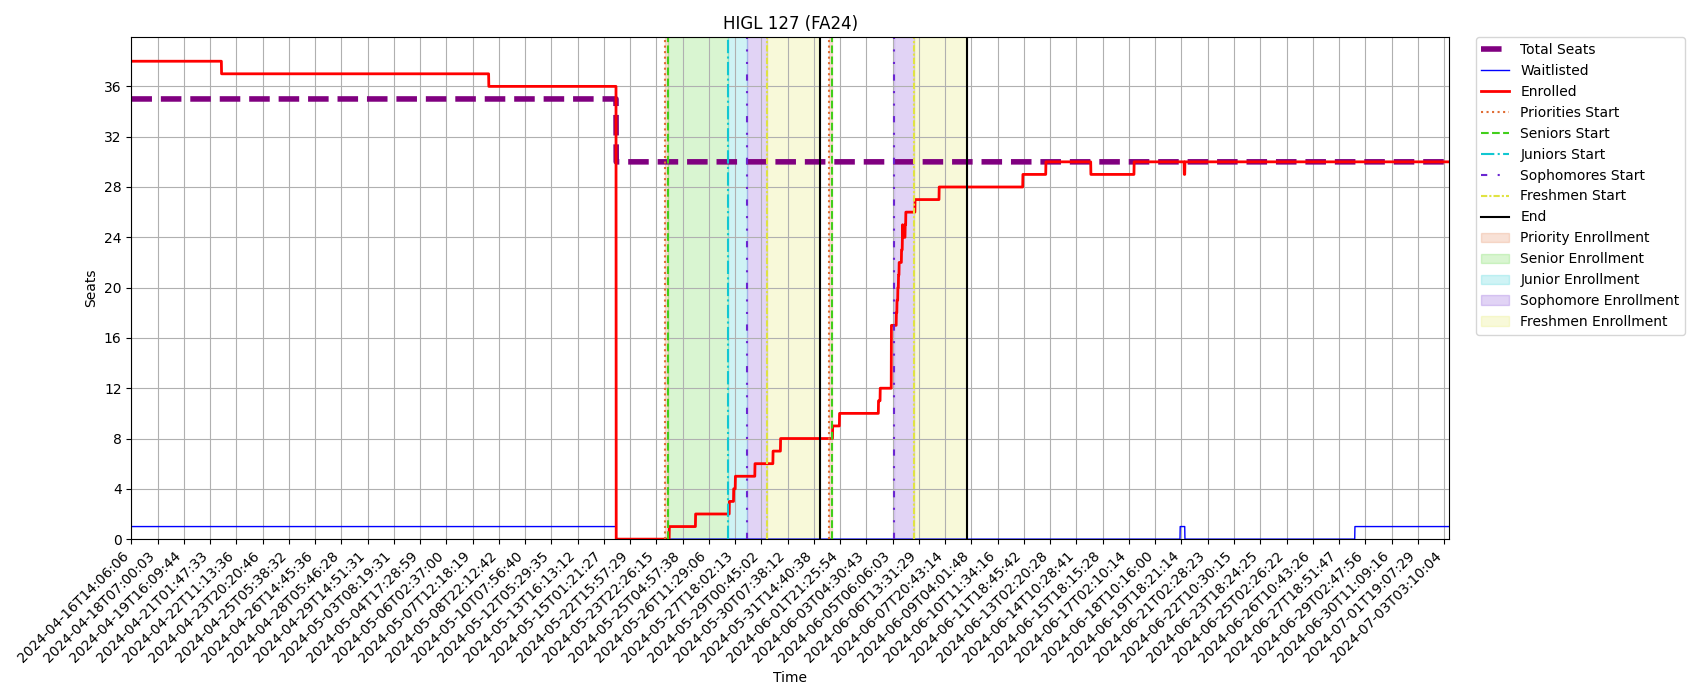 HIGL 127 (FA24)
Total Seats
Waitlisted
Enrolled
Priorities Start
Seniors Start
Juniors Start
Sophomores Start
Freshmen Start
End
Priority Enrollment
Senior Enrollment
Junior Enrollment
Sophomore Enrollment
Freshmen Enrollment
Seats
36
32
28
24
20
16
12
8
4
0
2024-04-16T14:06:06
2024-04-18T07:00:03
2024-04-19T16:09:44
2024-04-21T01:47:33
2024-04-22T11:13:36
2024-04-23T20:20:46
2024-04-25T05:38:32
2024-04-26T14:45:36
2024-04-28T05:46:28
2024-04-29T14:51:31
2024-05-03T08:19:31
2024-05-04T17:28:59
2024-05-06T02:37:00
2024-05-07T12:18:19
2024-05-08T22:12:42
2024-05-10T07:56:40
2024-05-12T05:29:35
2024-05-13T16:13:12
2024-05-15T01:21:27
2024-05-22T15:57:29
2024-05-23T22:26:15
2024-05-25T04:57:38
2024-05-26T11:29:00
2024-05-27T18:02:13
2024-05-29T00:45:02
2024-05-30T07:38:12
2024-05-31T14:40:38
2024-06-01T21:25:54
2024-06-03T04:30:43
2024-06-05T06:06:03
2024-06-06T13:31:29
2024-06-07T20:43:14
2024-06-09T04:01:48
2024-06-10T11:34:16
2024-06-11T18:45:42
2024-06-13T02:20:28
2024-06-14T10:28:41
2024-06-15T18:15:28
2024-06-17T02:10:14
2024-06-18T10:16:00
2024-06-19T18:21:14
2024-06-21T02:28:23
2024-06-22T10:30:15
2024-06-23T18:24:25
2024-06-25T02:26:22
2024-06-26T10:43:26
2024-06-27T18:51:47
2024-06-29T02:47:56
2024-06-30T11:09:16
2024-07-01T19:07:29
2024-07-03T03:10:04
Time